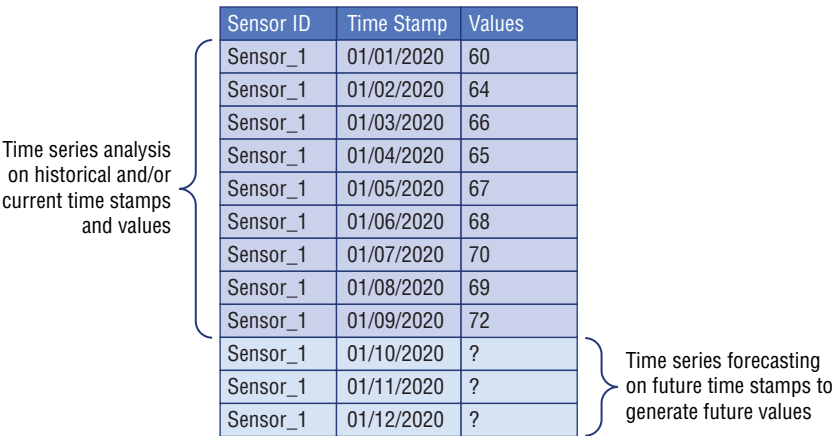 Sensor ID Time Stamp Values
Sensor_1 01/01/2020 60
Sensor_1 01/02/2020 64
Sensor_1 01/03/2020 66
Sensor_1 01/04/2020 65
Sensor_1 01/05/2020 67
Sensor_1 01/06/2020 68
Sensor_1 01/07/2020 70
Sensor_1 01/08/2020 69
Sensor_1 01/09/2020 72
Sensor_1 01/10/2020 ?
Sensor_1 01/11/2020 ?
Sensor_1 01/12/2020 ?
Time series analysis
on historical and/or
current time stamps
and values
Time series forecasting
on future time stamps to
generate future values